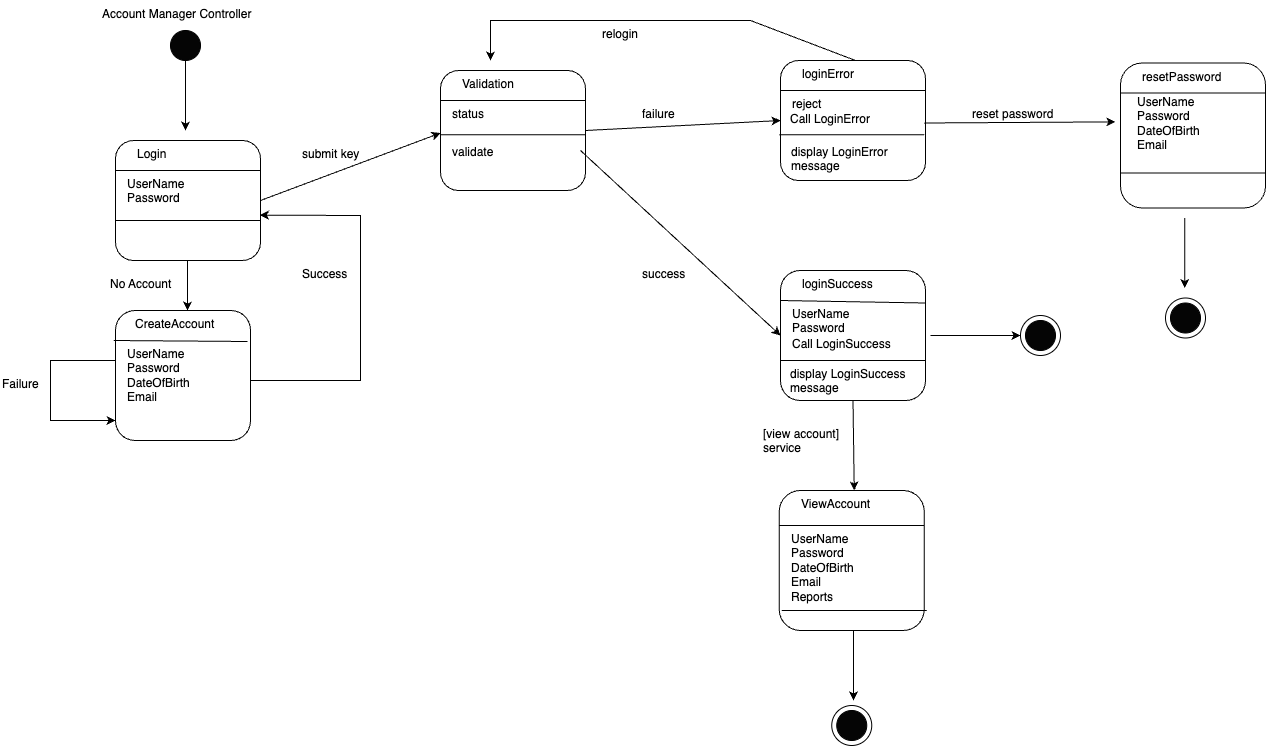 Account Manager Controller
relogin
Login
UserName
Password
submit key
Validation
status
validate
failure
loginError
reject
Call LoginError
display LoginError
message
reset password
resetPassword
UserName
Password
DateOfBirth
Email
No Account
Success
CreateAccount
UserName
Password
DateOfBirth
Email
Failure
success
loginSuccess
UserName
Password
Call LoginSuccess
display LoginSuccess
message
[view account]
service
ViewAccount
UserName
Password
DateOfBirth
Email
Reports